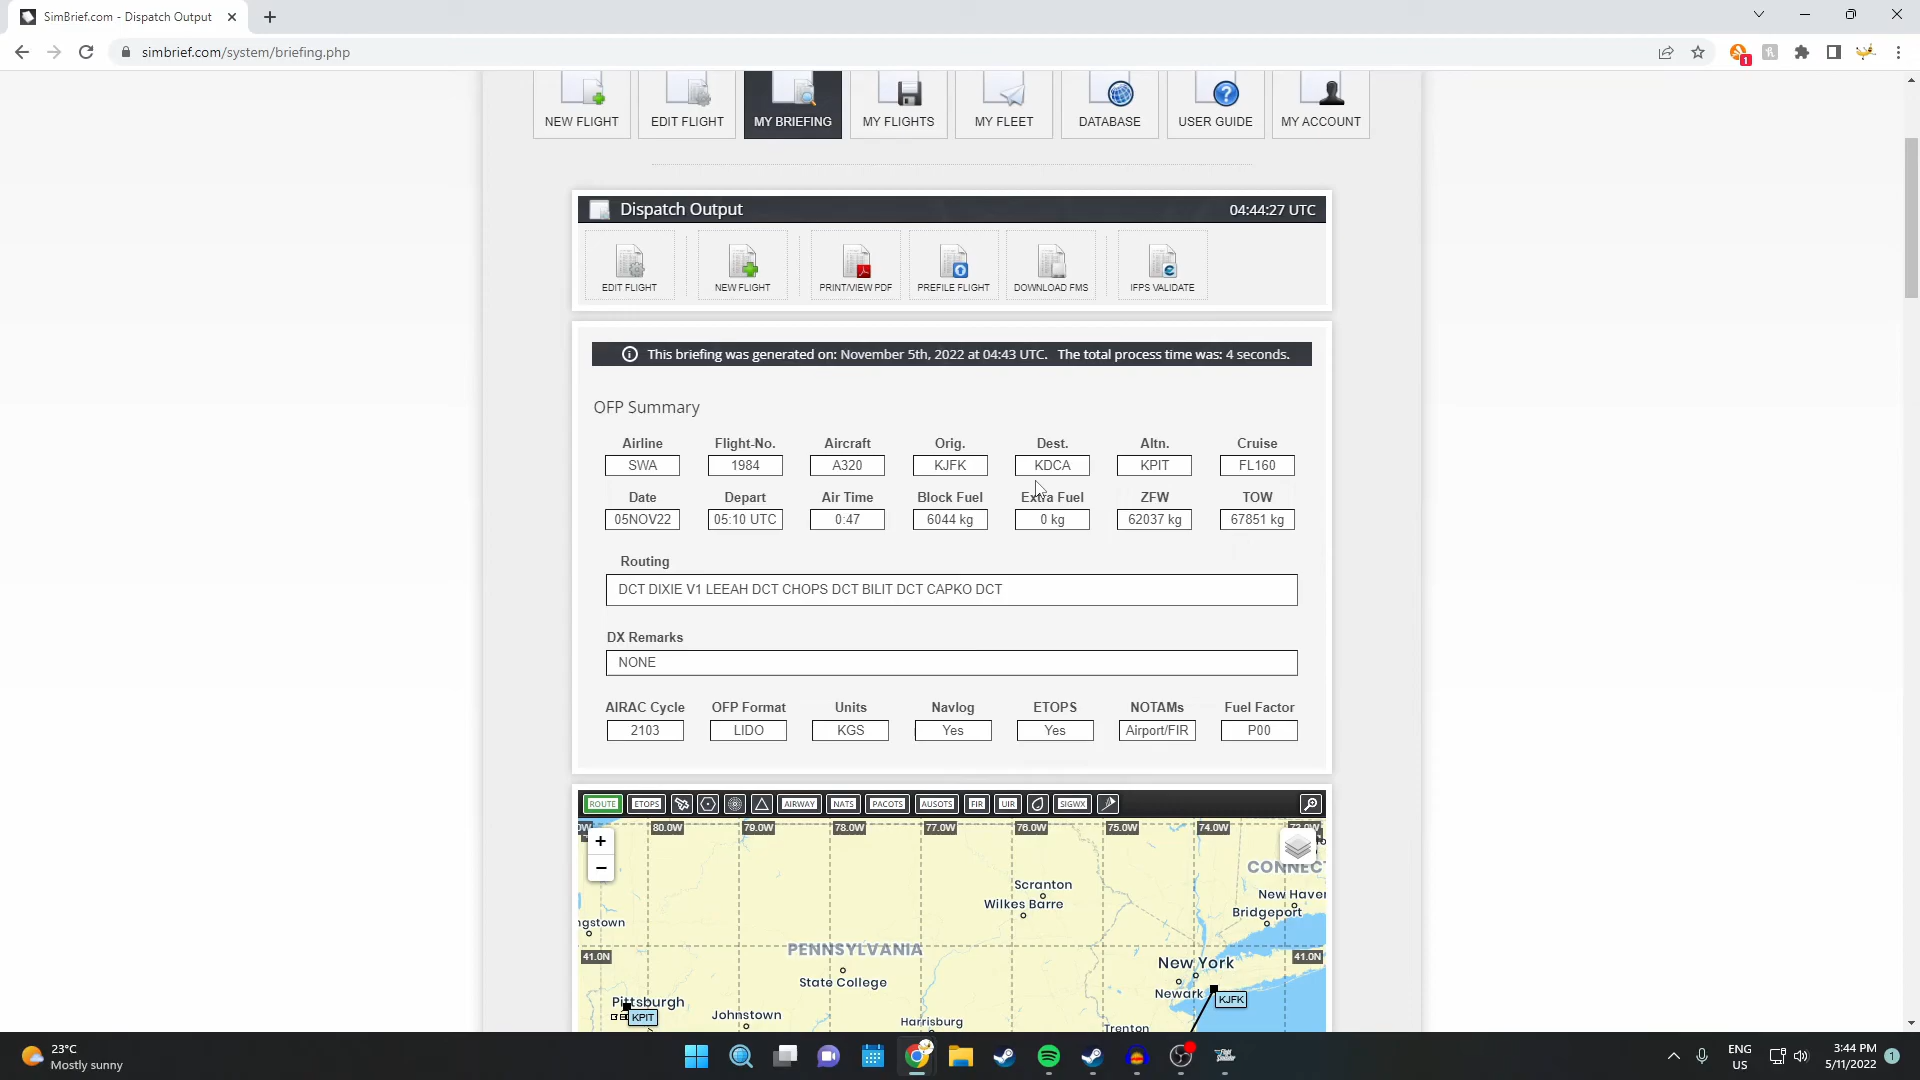 SimBrief.com - Dispatch Output
simbrief.com/system/briefing.php
1
NEW FLIGHT EDIT FLIGHT MY BRIEFING MY FLIGHTS MY FLEET DATABASE USER GUIDE MY ACCOUNT
Dispatch Output 04:44:27 UTC
EDIT FLIGHT NEW FLIGHT PRINT/VIEW PDF PREFILE FLIGHT DOWNLOAD FMS IFPS VALIDATE
This briefing was generated on: November 5th, 2022 at 04:43 UTC. The total process time was: 4 seconds.
OFP Summary
Airline Flight-No. Aircraft Orig. Dest. Altn. Cruise
SWA 1984 A320 KJFK KDCA KPIT FL160
Date Depart Air Time Block Fuel Extra Fuel ZFW TOW
05NOV22 05:10 UTC 0:47 6044 kg 0 kg 62037 kg 67851 kg
Routing
DCT DIXIE V1 LEEAH DCT CHOPS DCT BILIT DCT CAPKO DCT
DX Remarks
NONE
AIRAC Cycle OFP Format Units Navlog ETOPS NOTAMs Fuel Factor
2103 LIDO KGS Yes Yes Airport/FIR P00
ROUTE ETOPS AIRWAY NATS PACOTS AUSOTS FIR UIR SIGWX
80.0W 79.0W 78.0W 77.0W 76.0W 75.0W 74.0W
+
−
CONNECT
Scranton
New Haven
Wilkes Barre
Bridgeport
ngstown
PENNSYLVANIA
41.0N 41.0N
New York
State College
Newark
KJFK
Pittsburgh
KPIT
Johnstown
Harrisburg
Trenton
23°C
Mostly sunny
ENG
US
3:44 PM
5/11/2022
1